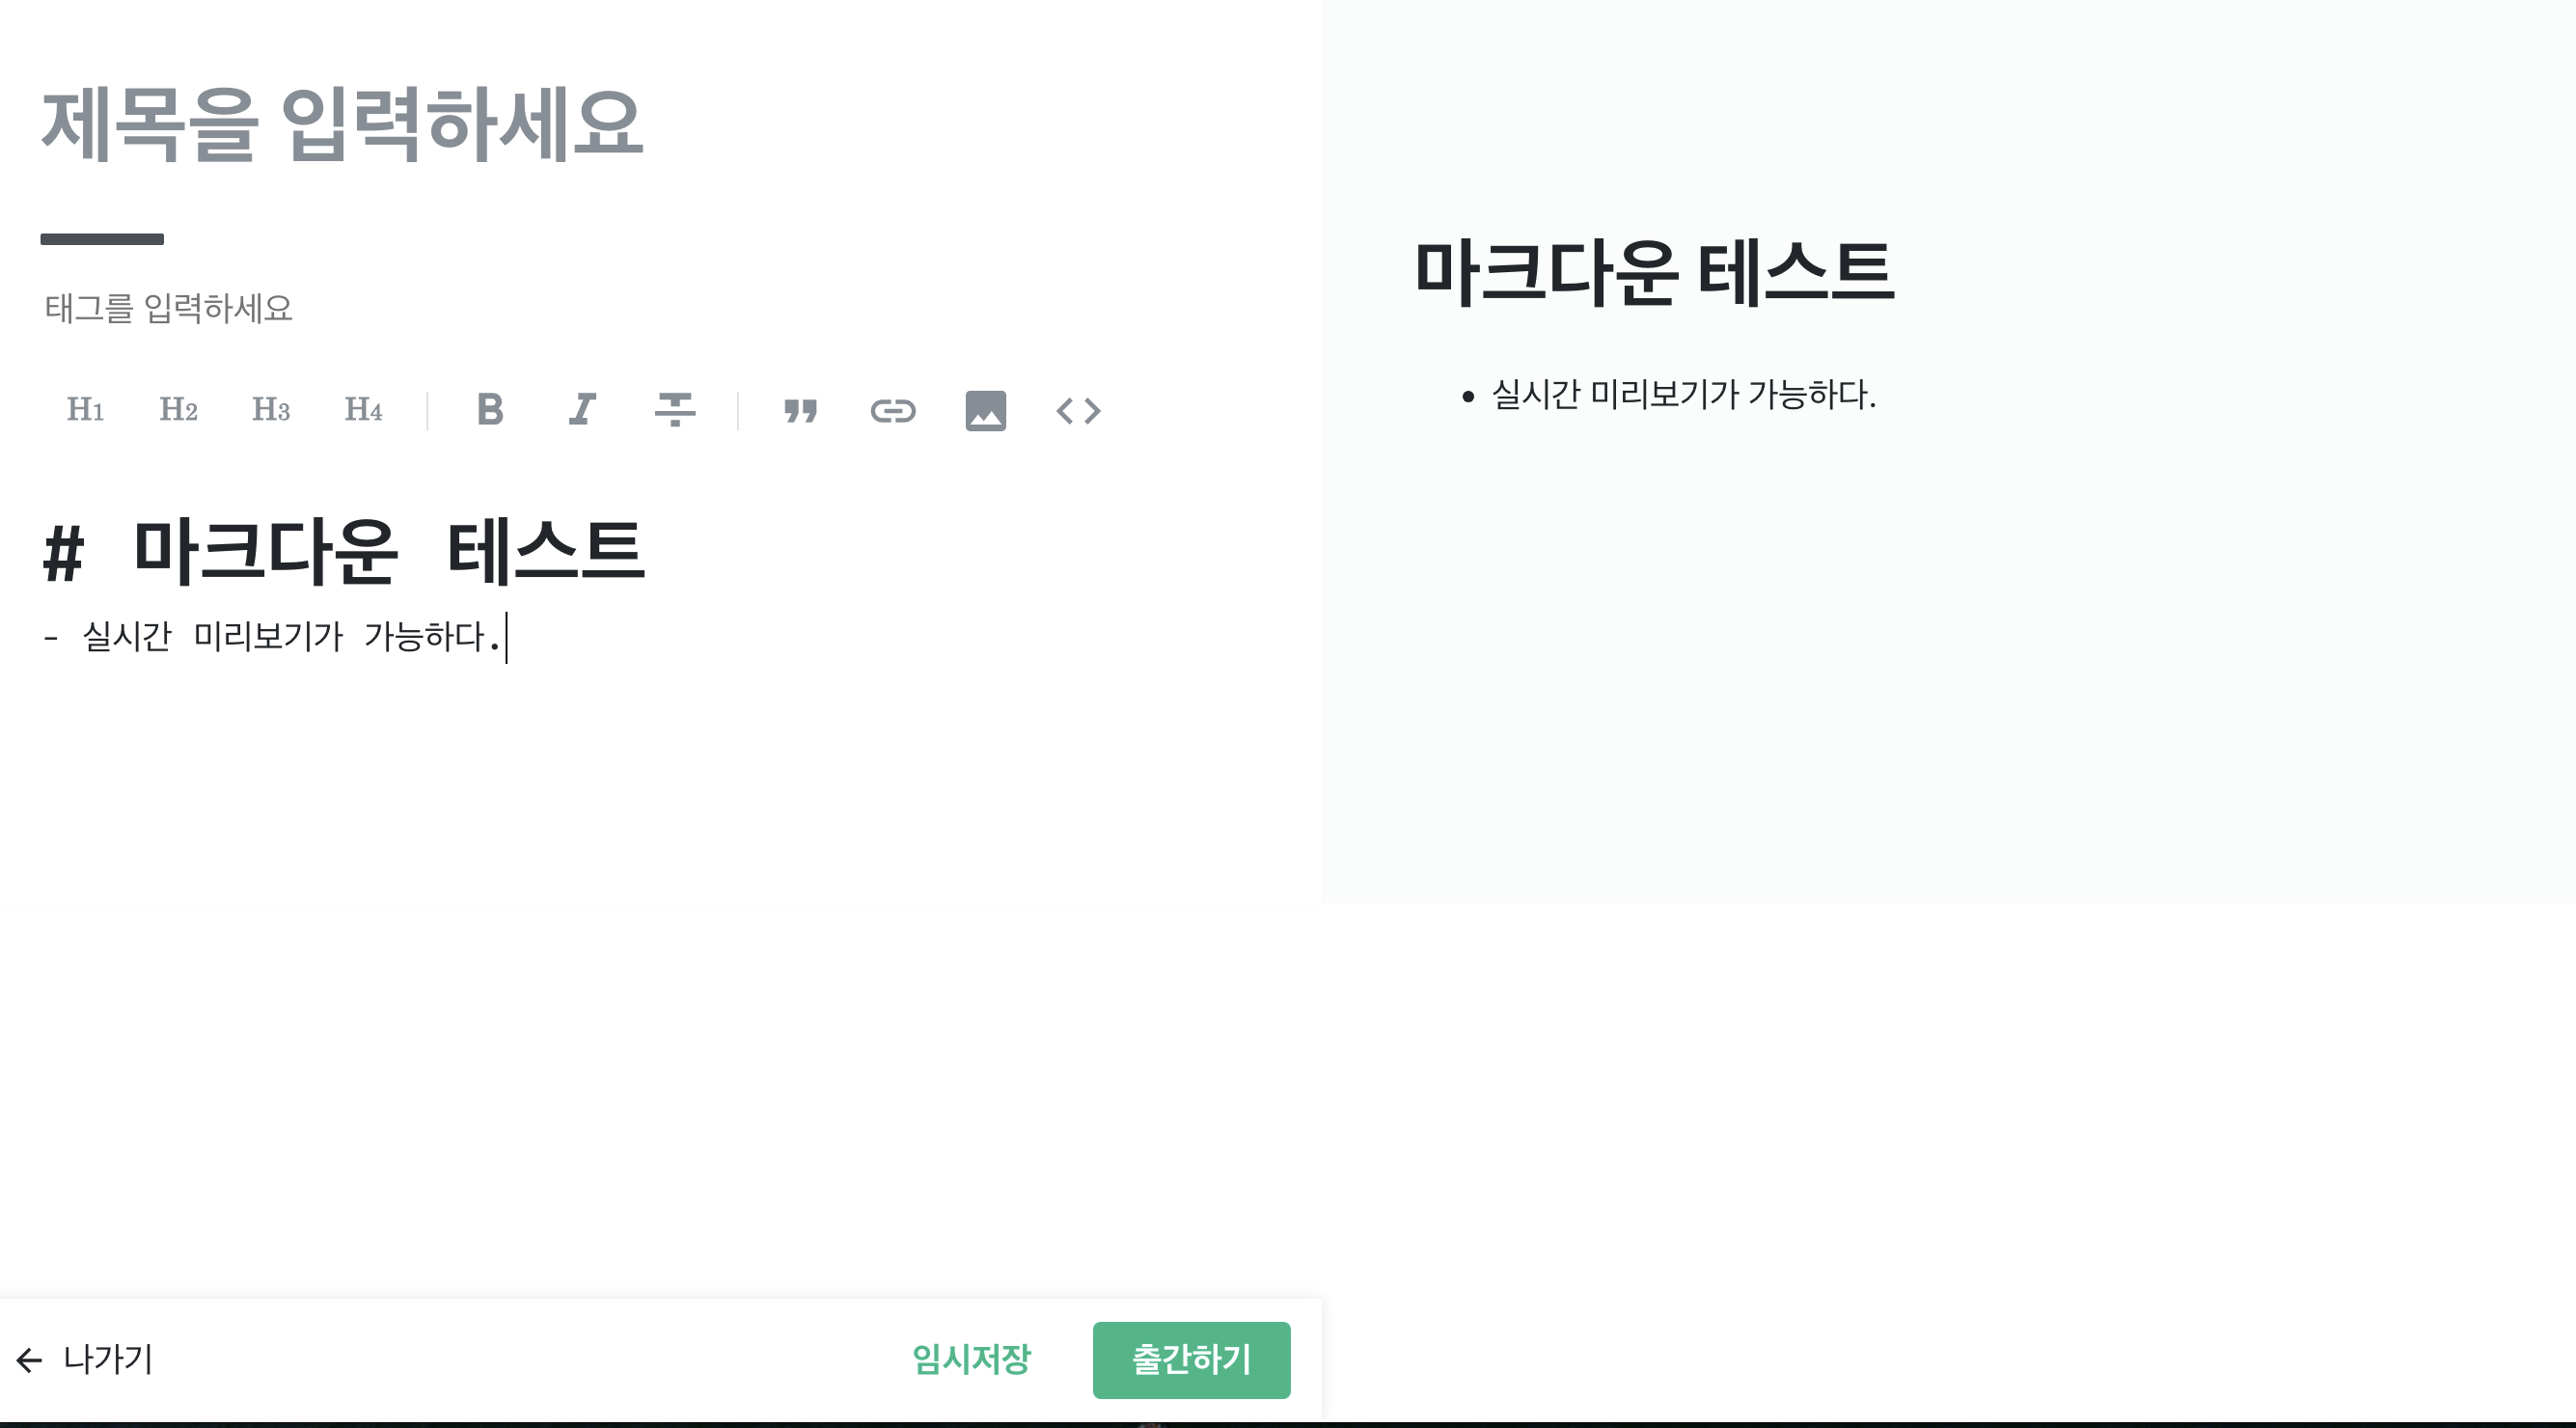 제목을 입력하세요
태그를 입력하세요
H1 H2 H3 H4 B I T
# 마크다운 테스트
- 실시간 미리보기가 가능하다.
마크다운 테스트
• 실시간 미리보기가 가능하다.
← 나가기 임시저장 출간하기